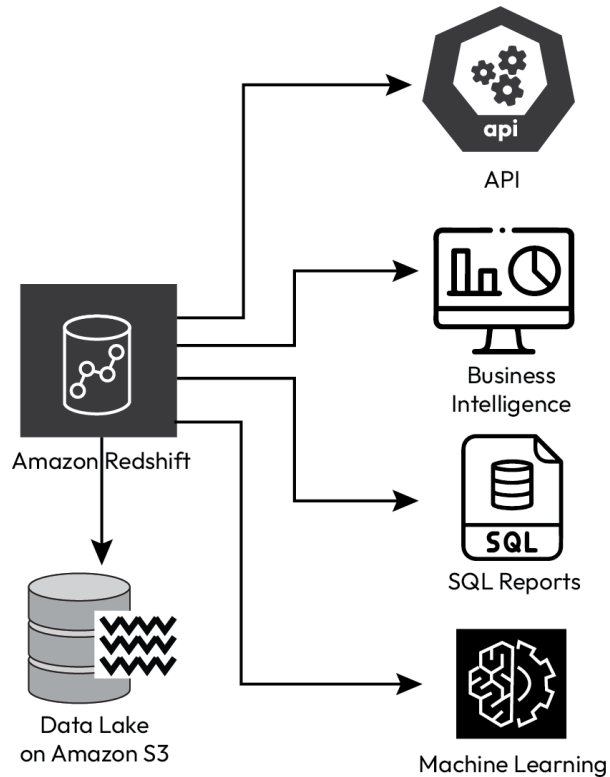 api
API
Business
Intelligence
Amazon Redshift
SQL
SQL Reports
Data Lake
on Amazon S3
Machine Learning